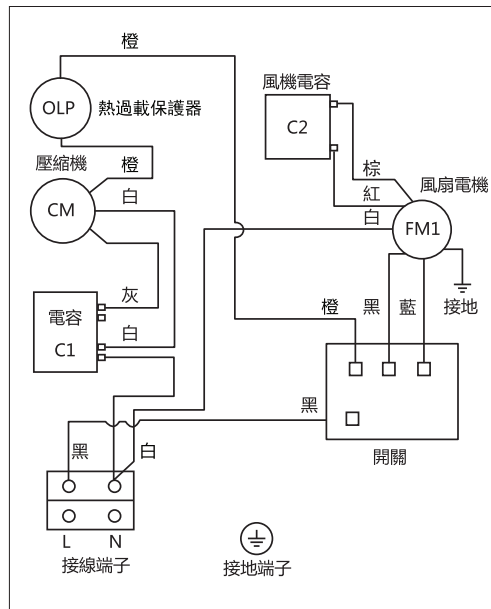 橙
風機電容
OLP
熱過載保護器
C2
壓縮機
橙
棕
白
紅
風扇電機
CM
白
FM1
灰
電容
白
橙
黑
藍
接地
C1
黑
黑
白
開關
L
N
接線端子
接地端子